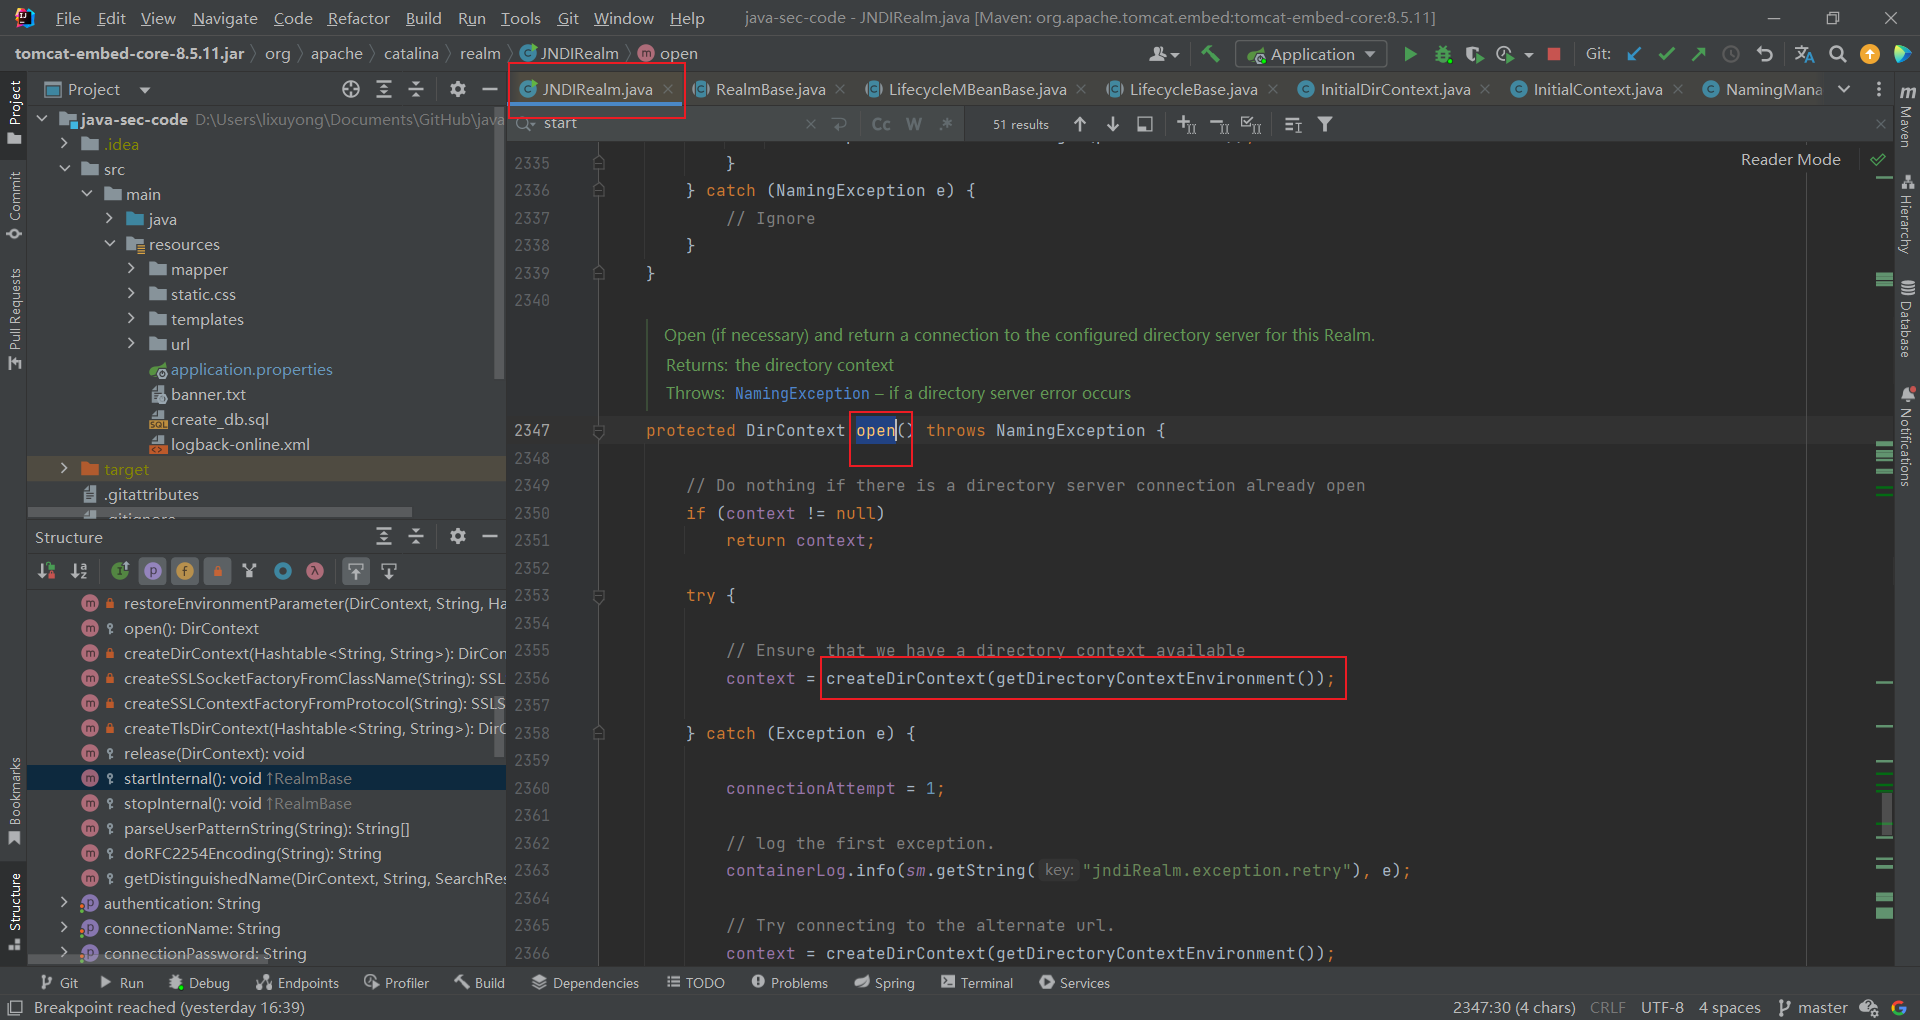 File Edit View Navigate Code Refactor Build Run Tools Git Window Help java-sec-code - JNDIRealm.java [Maven: org.apache.tomcat.embed:tomcat-embed-core:8.5.11]
tomcat-embed-core-8.5.11.jar org apache catalina realm JNDIRealm open Application Git:
Project
JNDIRealm.java RealmBase.java LifecycleMBeanBase.java LifecycleBase.java InitialDirContext.java InitialContext.java NamingMana
start Cc W .* 51 results
Reader Mode
java-sec-code D:\Users\lixuyong\Documents\GitHub\java
.idea
src
main
java
resources
mapper
static.css
templates
url
application.properties
banner.txt
create_db.sql
logback-online.xml
target
.gitattributes
.gitignore
Structure
restoreEnvironmentParameter(DirContext, String, Ha
open(): DirContext
createDirContext(Hashtable<String, String>): DirCon
createSSLSocketFactoryFromClassName(String): SSL
createSSLContextFactoryFromProtocol(String): SSLS
createTlsDirContext(Hashtable<String, String>): DirC
release(DirContext): void
startInternal(): void ↑RealmBase
stopInternal(): void ↑RealmBase
parseUserPatternString(String): String[]
doRFC2254Encoding(String): String
getDistinguishedName(DirContext, String, SearchRes
authentication: String
connectionName: String
connectionPassword: String
2335 }
2336 } catch (NamingException e) {
2337 // Ignore
2338 }
2339 }
2340
Open (if necessary) and return a connection to the configured directory server for this Realm.
Returns: the directory context
Throws: NamingException – if a directory server error occurs
2347 protected DirContext open() throws NamingException {
2348
2349 // Do nothing if there is a directory server connection already open
2350 if (context != null)
2351 return context;
2352
2353 try {
2354
2355 // Ensure that we have a directory context available
2356 context = createDirContext(getDirectoryContextEnvironment());
2357
2358 } catch (Exception e) {
2359
2360 connectionAttempt = 1;
2361
2362 // log the first exception.
2363 containerLog.info(sm.getString( key: "jndiRealm.exception.retry"), e);
2364
2365 // Try connecting to the alternate url.
2366 context = createDirContext(getDirectoryContextEnvironment());
Project
Commit
Pull Requests
Bookmarks
Structure
Maven
Hierarchy
Database
Notifications
Git Run Debug Endpoints Profiler Build Dependencies TODO Problems Spring Terminal Services
Breakpoint reached (yesterday 16:39) 2347:30 (4 chars) CRLF UTF-8 4 spaces master